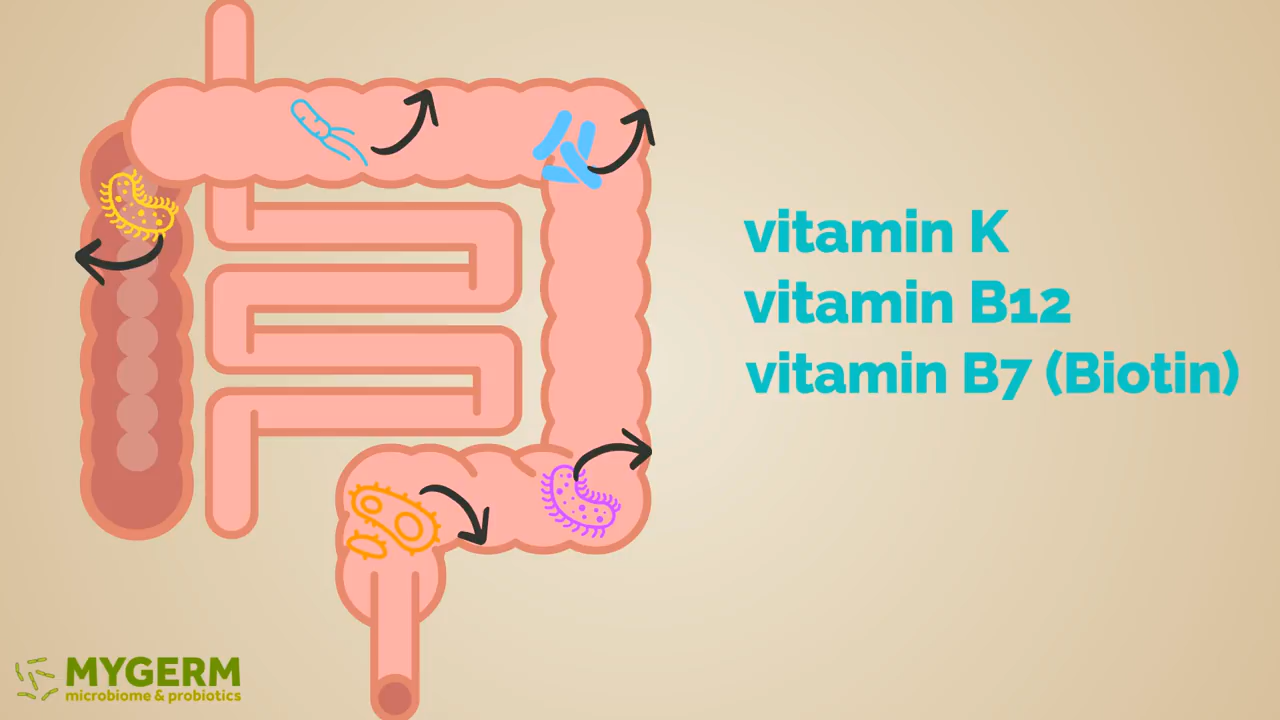 vitamin K
vitamin B12
vitamin B7 (Biotin)
MYGERM
microbiome & probiotics